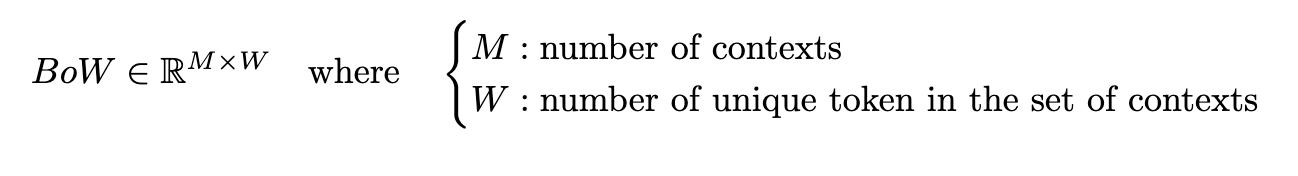 BoW ∈ ℝ^{M×W} where { M : number of contexts
W : number of unique token in the set of contexts